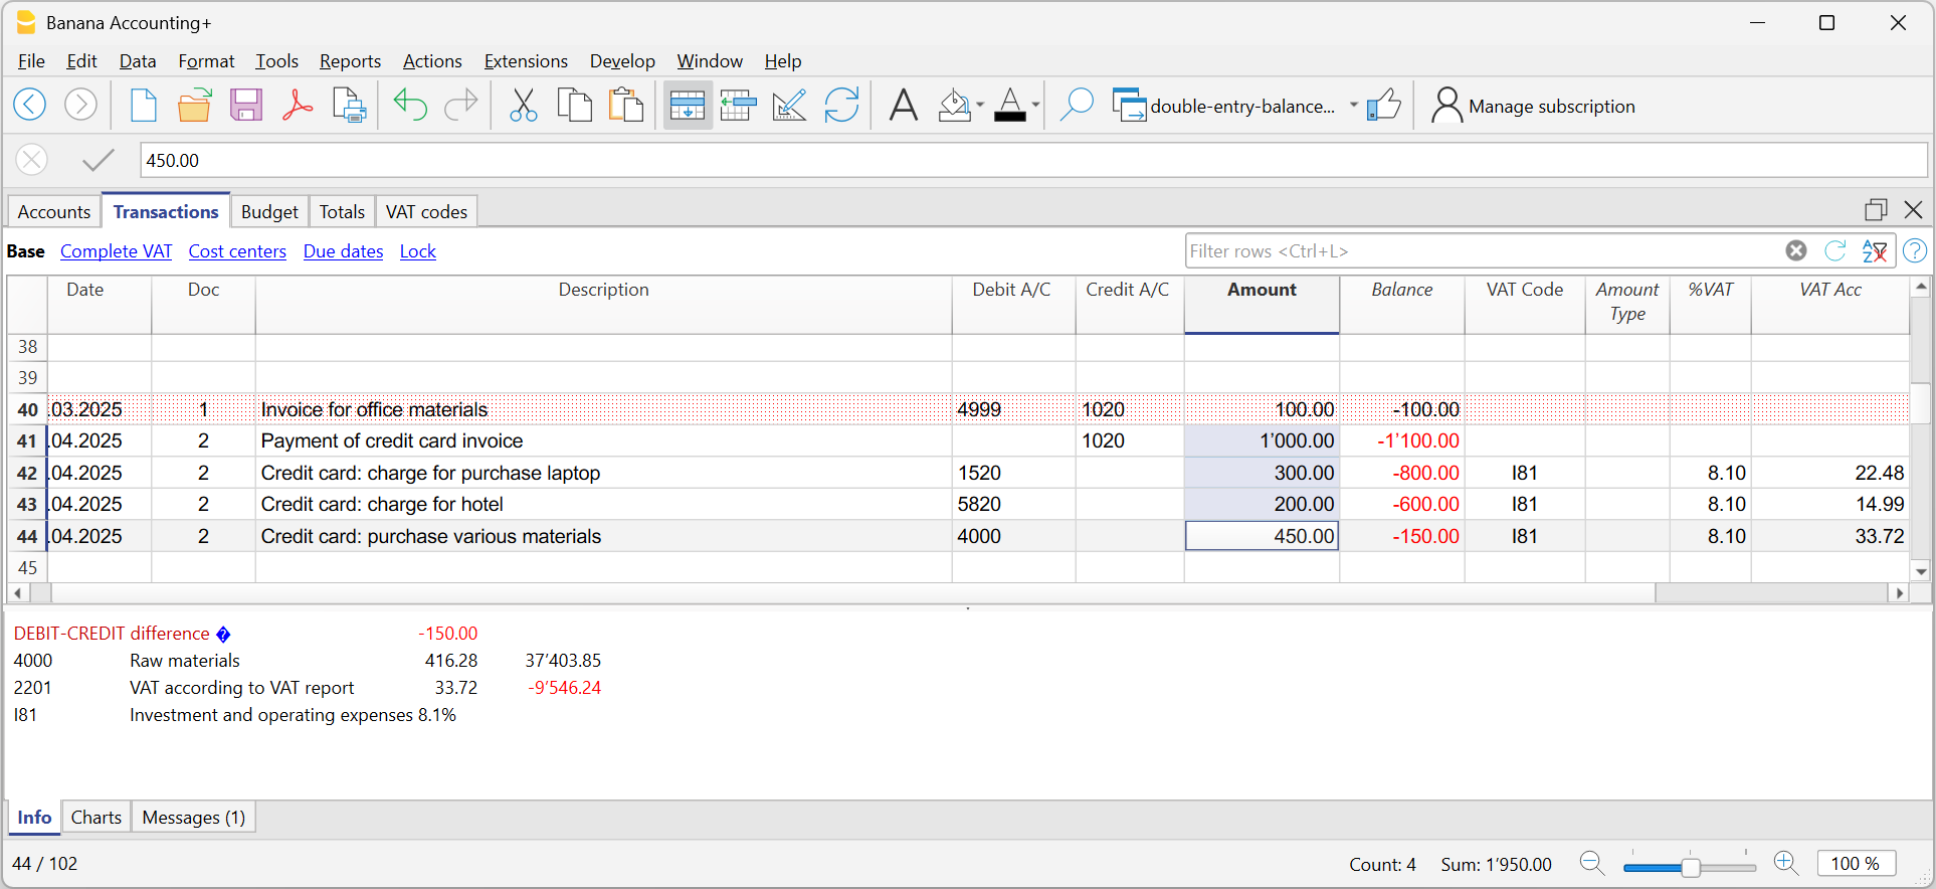 Banana Accounting+
File Edit Data Format Tools Reports Actions Extensions Develop Window Help
double-entry-balance... Manage subscription
450.00
Accounts Transactions Budget Totals VAT codes
Base Complete VAT Cost centers Due dates Lock Filter rows <Ctrl+L>
Date Doc Description Debit A/C Credit A/C Amount Balance VAT Code Amount Type %VAT VAT Acc
38
39
40 .03.2025 1 Invoice for office materials 4999 1020 100.00 -100.00
41 .04.2025 2 Payment of credit card invoice 1020 1’000.00 -1’100.00
42 .04.2025 2 Credit card: charge for purchase laptop 1520 300.00 -800.00 I81 8.10 22.48
43 .04.2025 2 Credit card: charge for hotel 5820 200.00 -600.00 I81 8.10 14.99
44 .04.2025 2 Credit card: purchase various materials 4000 450.00 -150.00 I81 8.10 33.72
45
DEBIT-CREDIT difference -150.00
4000 Raw materials 416.28 37’403.85
2201 VAT according to VAT report 33.72 -9’546.24
I81 Investment and operating expenses 8.1%
Info Charts Messages (1)
44 / 102 Count: 4 Sum: 1’950.00 100 %